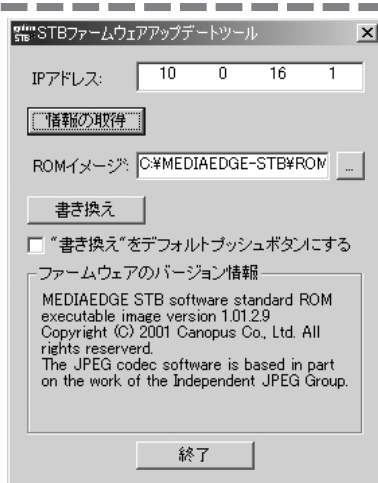 STBファームウェアアップデートツール
IPアドレス: 10 0 16 1
情報の取得
ROMイメージ: C:¥MEDIAEDGE-STB¥ROM ...
書き換え
"書き換え"をデフォルトプッシュボタンにする
ファームウェアのバージョン情報
MEDIAEDGE STB software standard ROM
executable image version 1.01.2.9
Copyright (C) 2001 Canopus Co., Ltd. All
rights reserverd.
The JPEG codec software is based in part
on the work of the Independent JPEG Group.
終了